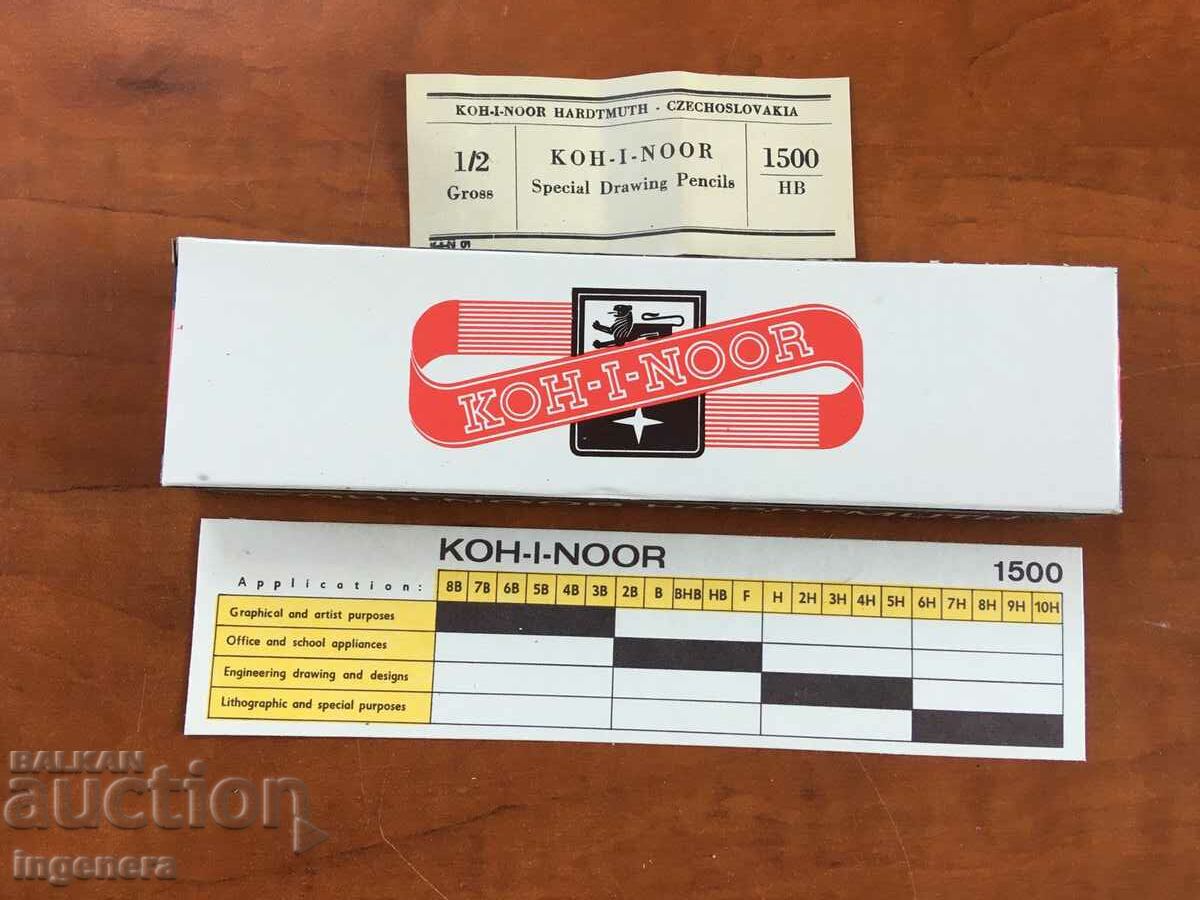 KOH-I-NOOR HARDTMUTH - CZECHOSLOVAKIA
1/2 Gross
KOH-I-NOOR
Special Drawing Pencils
1500
HB
KOH-I-NOOR
KOH-I-NOOR 1500
Application: 8B 7B 6B 5B 4B 3B 2B B BHB HB F H 2H 3H 4H 5H 6H 7H 8H 9H 10H
Graphical and artist purposes
Office and school appliances
Engineering drawing and designs
Lithographic and special purposes
BALKAN
auction
ingenera